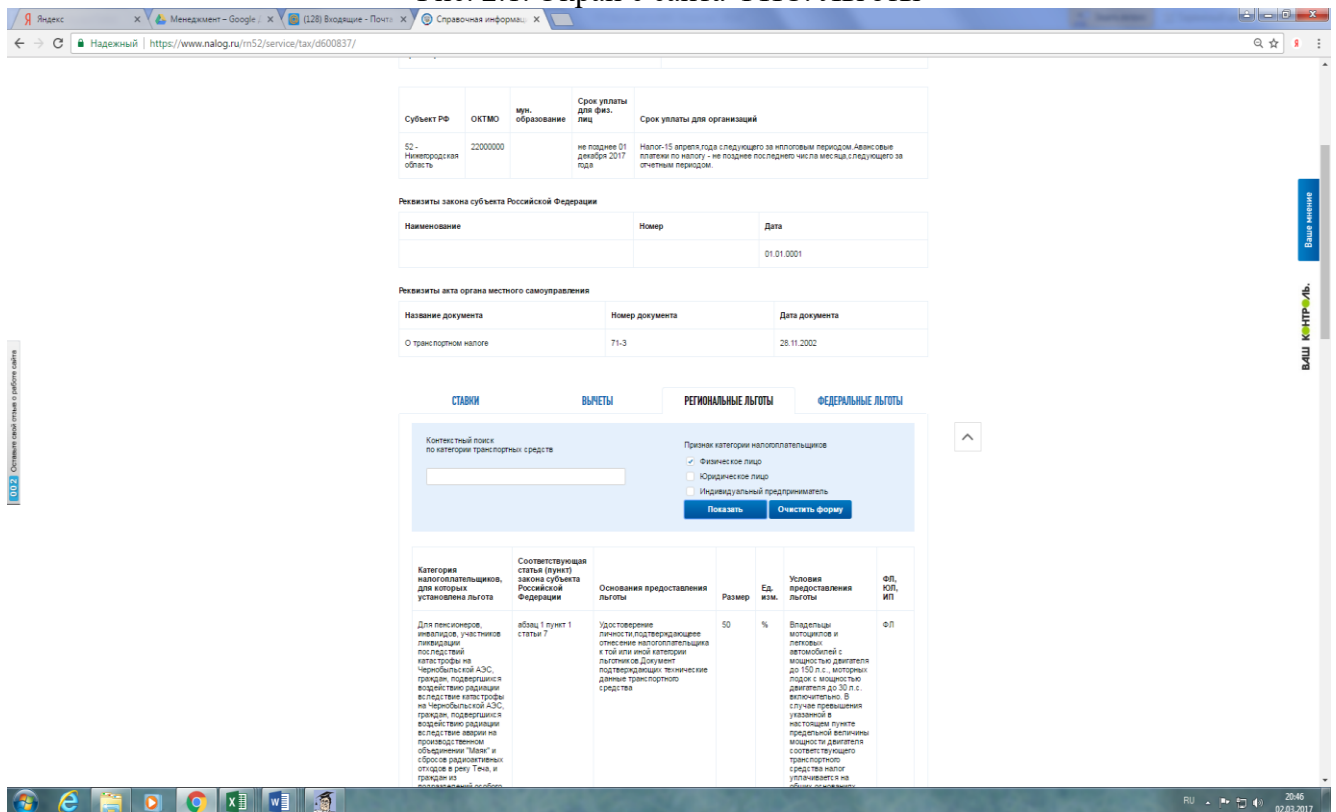 Яндекс
Менеджмент – Google
(128) Входящие - Почта
Справочная информац
Надежный | https://www.nalog.ru/rn52/service/tax/d600837/
Субъект РФ ОКТМО мун. образование Срок уплаты для физ. лиц Срок уплаты для организаций
52 - Нижегородская область 22000000 не позднее 01 декабря 2017 года Налог-15 апреля,года следующего за нплоговым периодом.Авансовые
платежи по налогу - не позднее последнего числа месяца,следующего за
отчетным периодом.
Реквизиты закона субъекта Российской Федерации
Наименование Номер Дата
01.01.0001
Реквизиты акта органа местного самоуправления
Название документа Номер документа Дата документа
О транспортном налоге 71-З 28.11.2002
СТАВКИ ВЫЧЕТЫ РЕГИОНАЛЬНЫЕ ЛЬГОТЫ ФЕДЕРАЛЬНЫЕ ЛЬГОТЫ
Контекстный поиск
по категории транспортных средств
Признак категории налогоплательщиков
Физическое лицо
Юридическое лицо
Индивидуальный предприниматель
Показать Очистить форму
Категория
налогоплательщиков,
для которых
установлена льгота
Соответствующая
статья (пункт)
закона субъекта
Российской
Федерации
Основания предоставления
льготы
Размер
Ед.
изм.
Условия
предоставления
льготы
ФЛ,
ЮЛ,
ИП
Для пенсионеров,
инвалидов, участников
ликвидации
последствий
катастрофы на
Чернобыльской АЭС,
граждан, подвергшихся
воздействию радиации
вследствие катастрофы
на Чернобыльской АЭС,
граждан, подвергшихся
воздействию радиации
вследствие аварии на
производственном
объединении "Маяк" и
сбросов радиоактивных
отходов в реку Теча, и
граждан из
подразделений особого
абзац 1 пункт 1
статьи 7
Удостоверение
личности,подтверждающеее
отнесение налогоплательщика
к той или иной категории
льготников.Документ
подтверждающих технические
данные транспортного
средства
50
%
Владельцы
мотоциклов и
легковых
автомобилей с
мощностью двигателя
до 150 л.с., моторных
лодок с мощностью
двигателя до 30 л.с.
включительно. В
случае превышения
указанной в
настоящем пункте
предельной величины
мощности двигателя
соответствующего
транспортного
средства налог
уплачивается на
общих основаниях
ФЛ
Ваше мнение
ВАШ КОНТРОЛЬ.
002 Оставьте свой отзыв о работе сайта
RU
20:46
02.03.2017